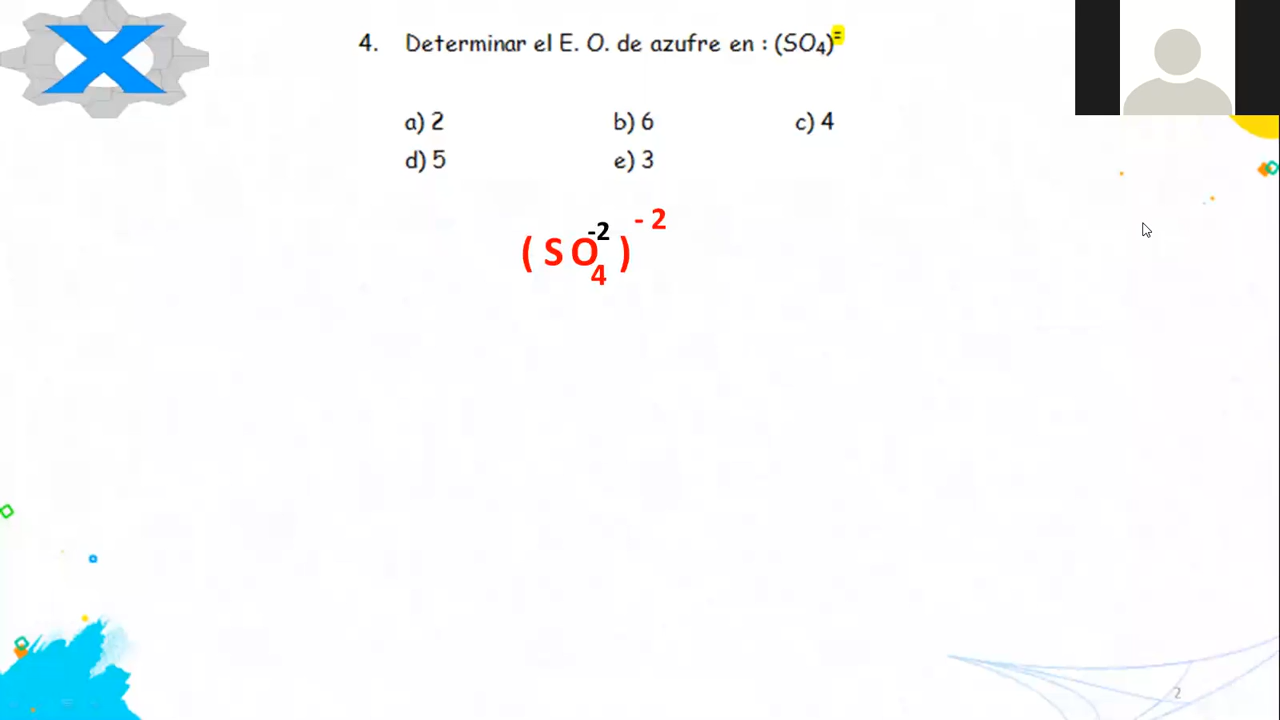 4. Determinar el E. O. de azufre en : (SO₄)⁼
a) 2 b) 6 c) 4
d) 5 e) 3
( S O₄⁻² )⁻ ²
2